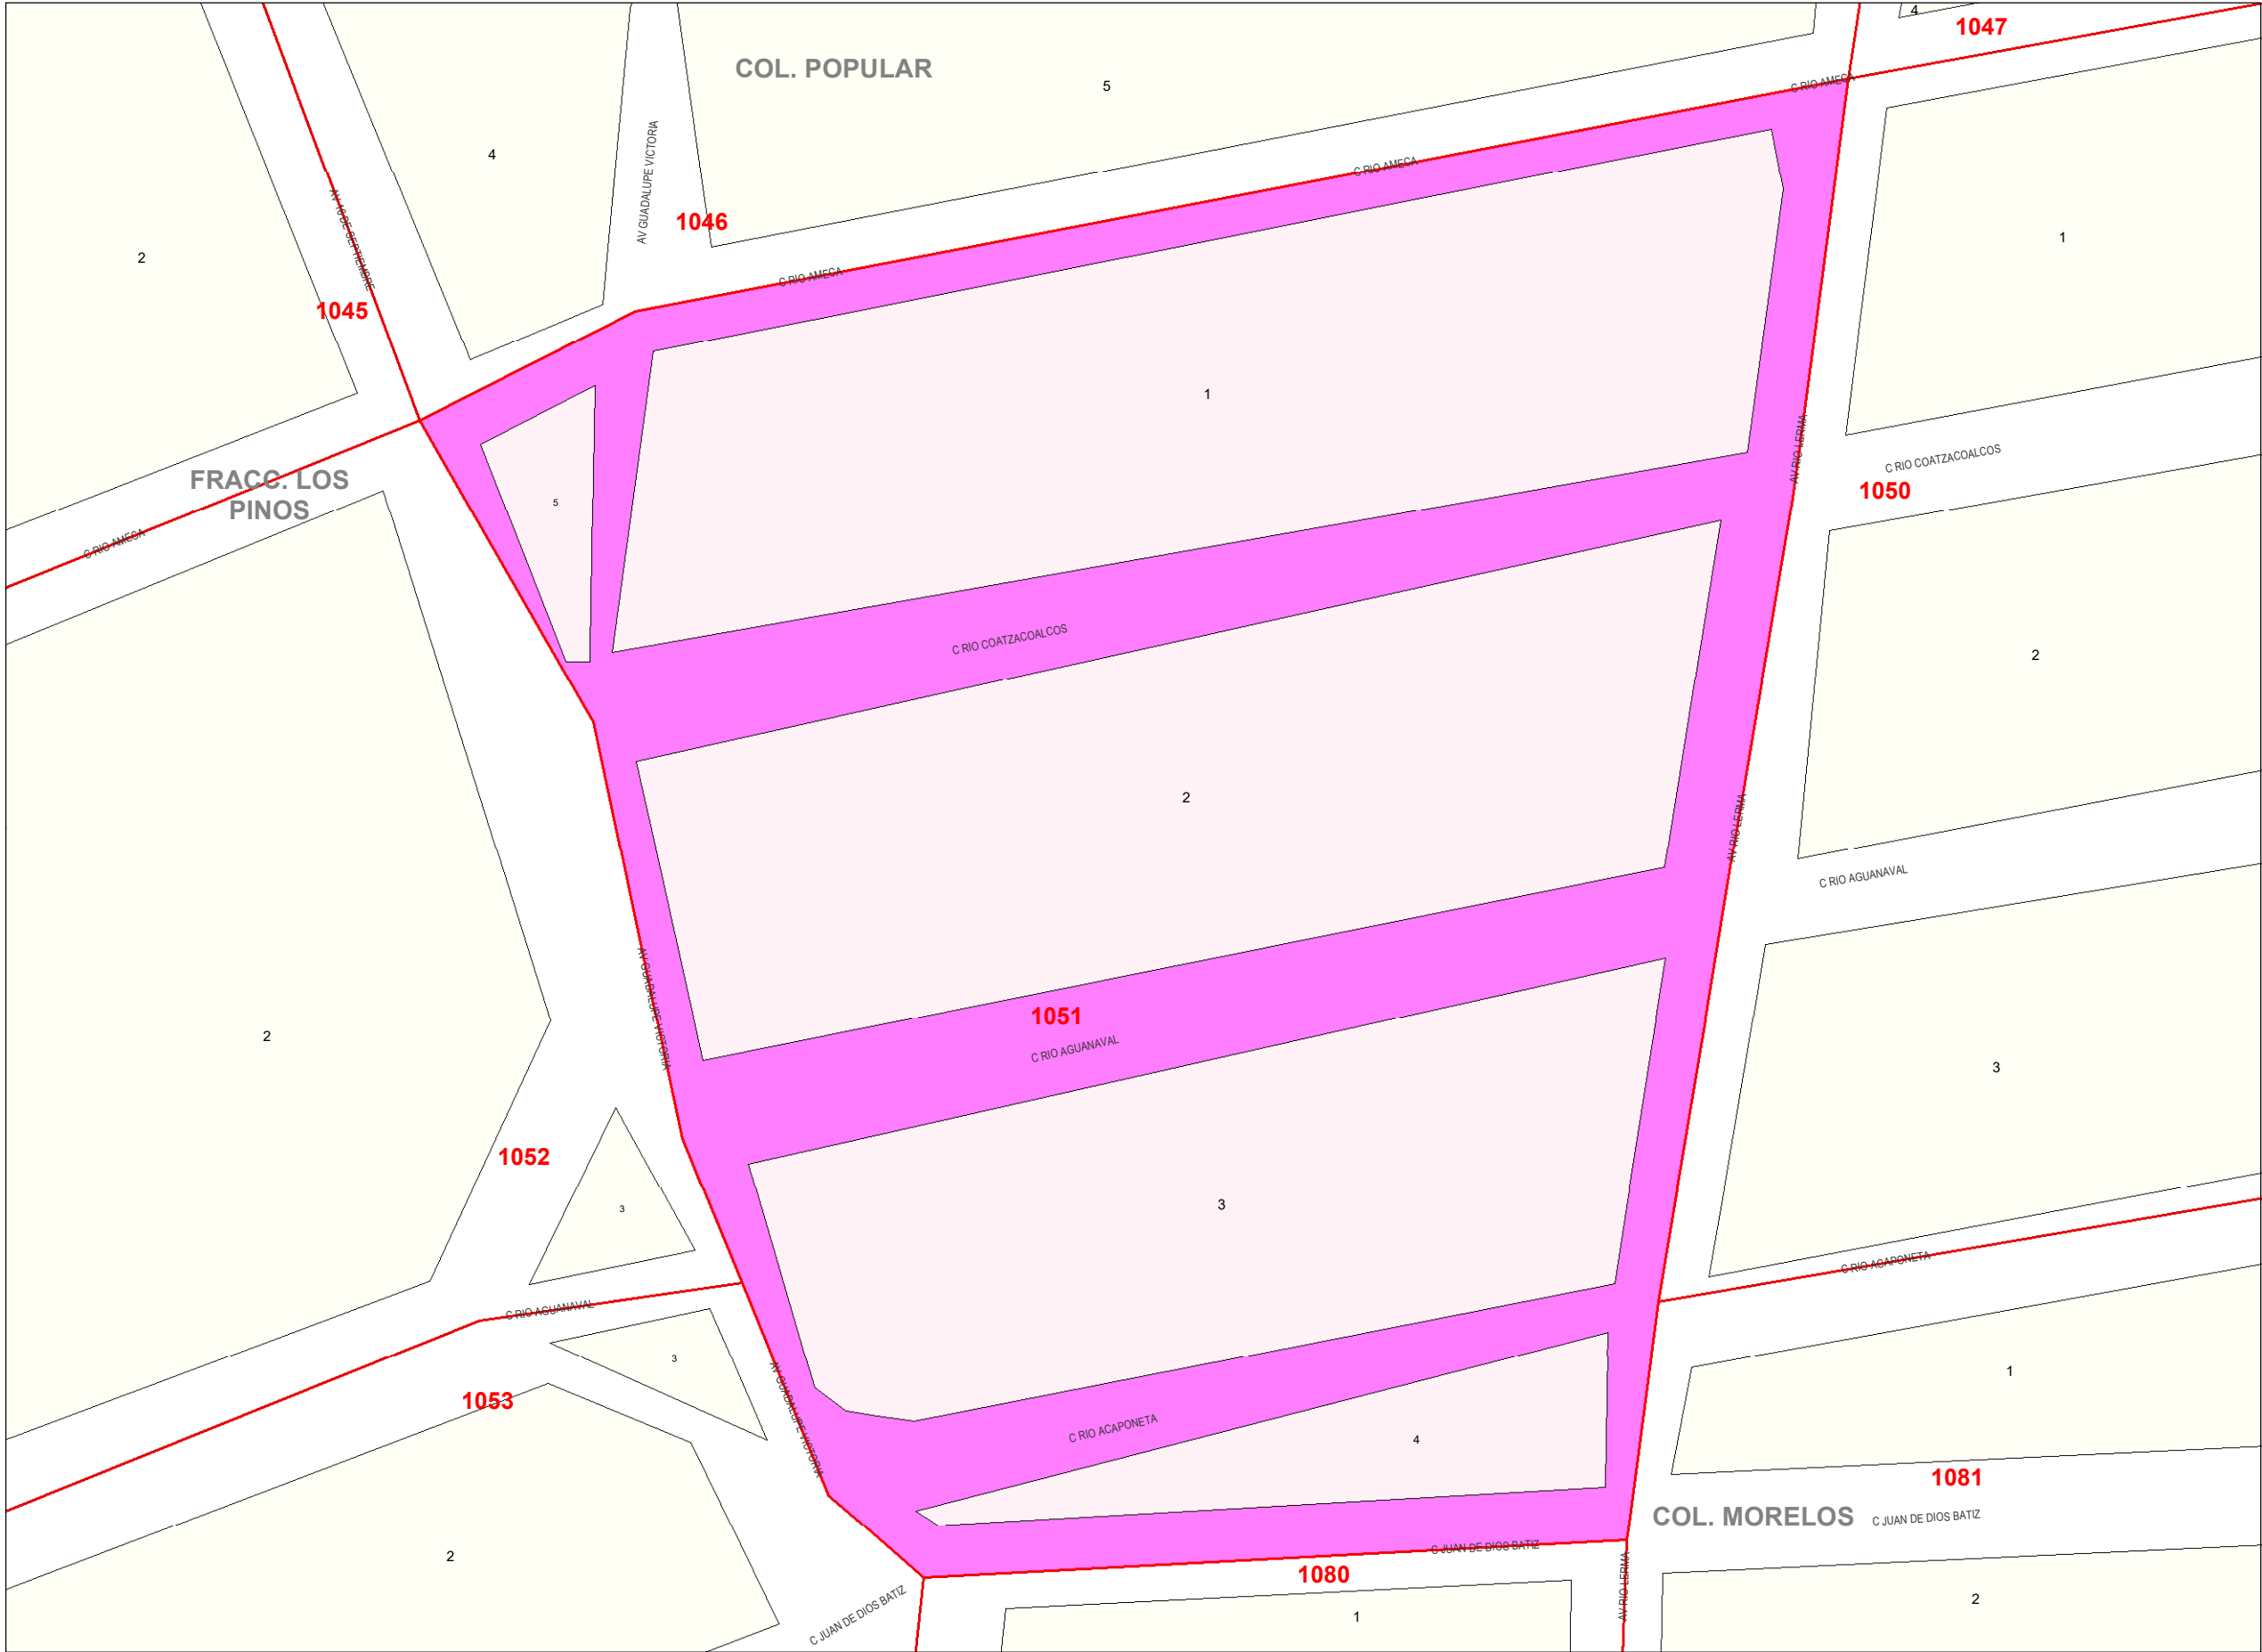 4
1047
COL. POPULAR
5
C RIO AMECA
4
AV GUADALUPE VICTORIA
C RIO AMECA
AV 16 DE SEPTIEMBRE
1046
2
1
C RIO AMECA
1045
1
AV RIO LERMA
C RIO COATZACOALCOS
FRACC. LOS
PINOS
1050
5
C RIO AMECA
C RIO COATZACOALCOS
2
2
AV RIO LERMA
C RIO AGUANAVAL
AV GUADALUPE VICTORIA
1051
2
C RIO AGUANAVAL
3
1052
3
3
C RIO ACAPONETA
C RIO AGUANAVAL
3
1
1053
AV GUADALUPE VICTORIA
C RIO ACAPONETA
4
1081
COL. MORELOS
C JUAN DE DIOS BATIZ
C JUAN DE DIOS BATIZ
2
1080
AV RIO LERMA
C JUAN DE DIOS BATIZ
1
2